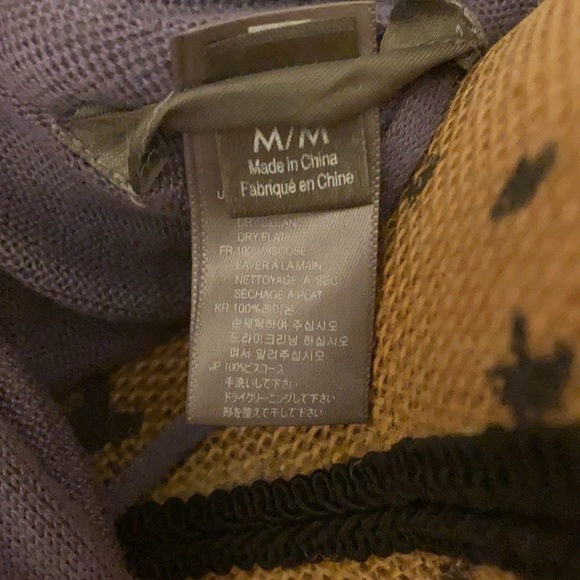 M/M
Made in China
Fabriqué en Chine
DRY CLEAN
DRY FLAT
FR 100% VISCOSE
LAVER À LA MAIN
NETTOYAGE À SEC
SÉCHAGE À PLAT
KR 100% 레이온
손세탁하여 주십시오
드라이크리닝 하십시오
펴서 말려주십시오
JP 100% ビスコース
手洗いして下さい
ドライクリーニングして下さい
形を整えて干して下さい